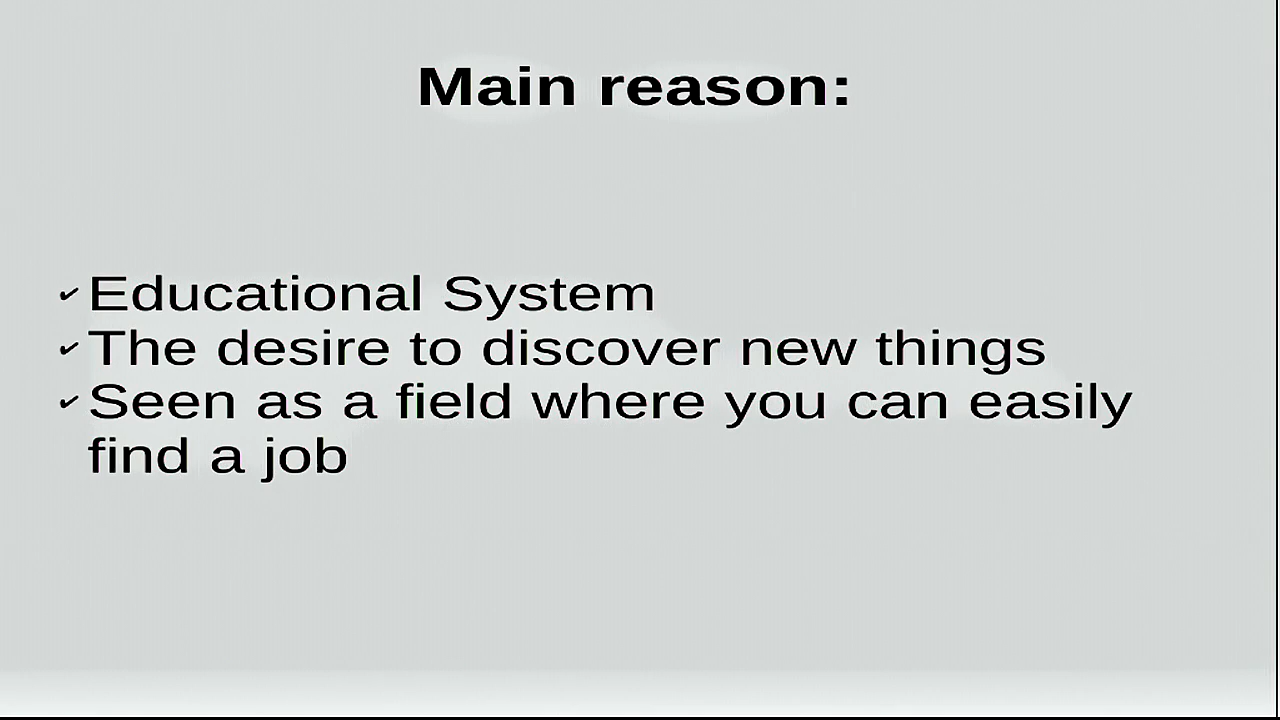 Main reason:
✓Educational System
✓The desire to discover new things
✓Seen as a field where you can easily
find a job